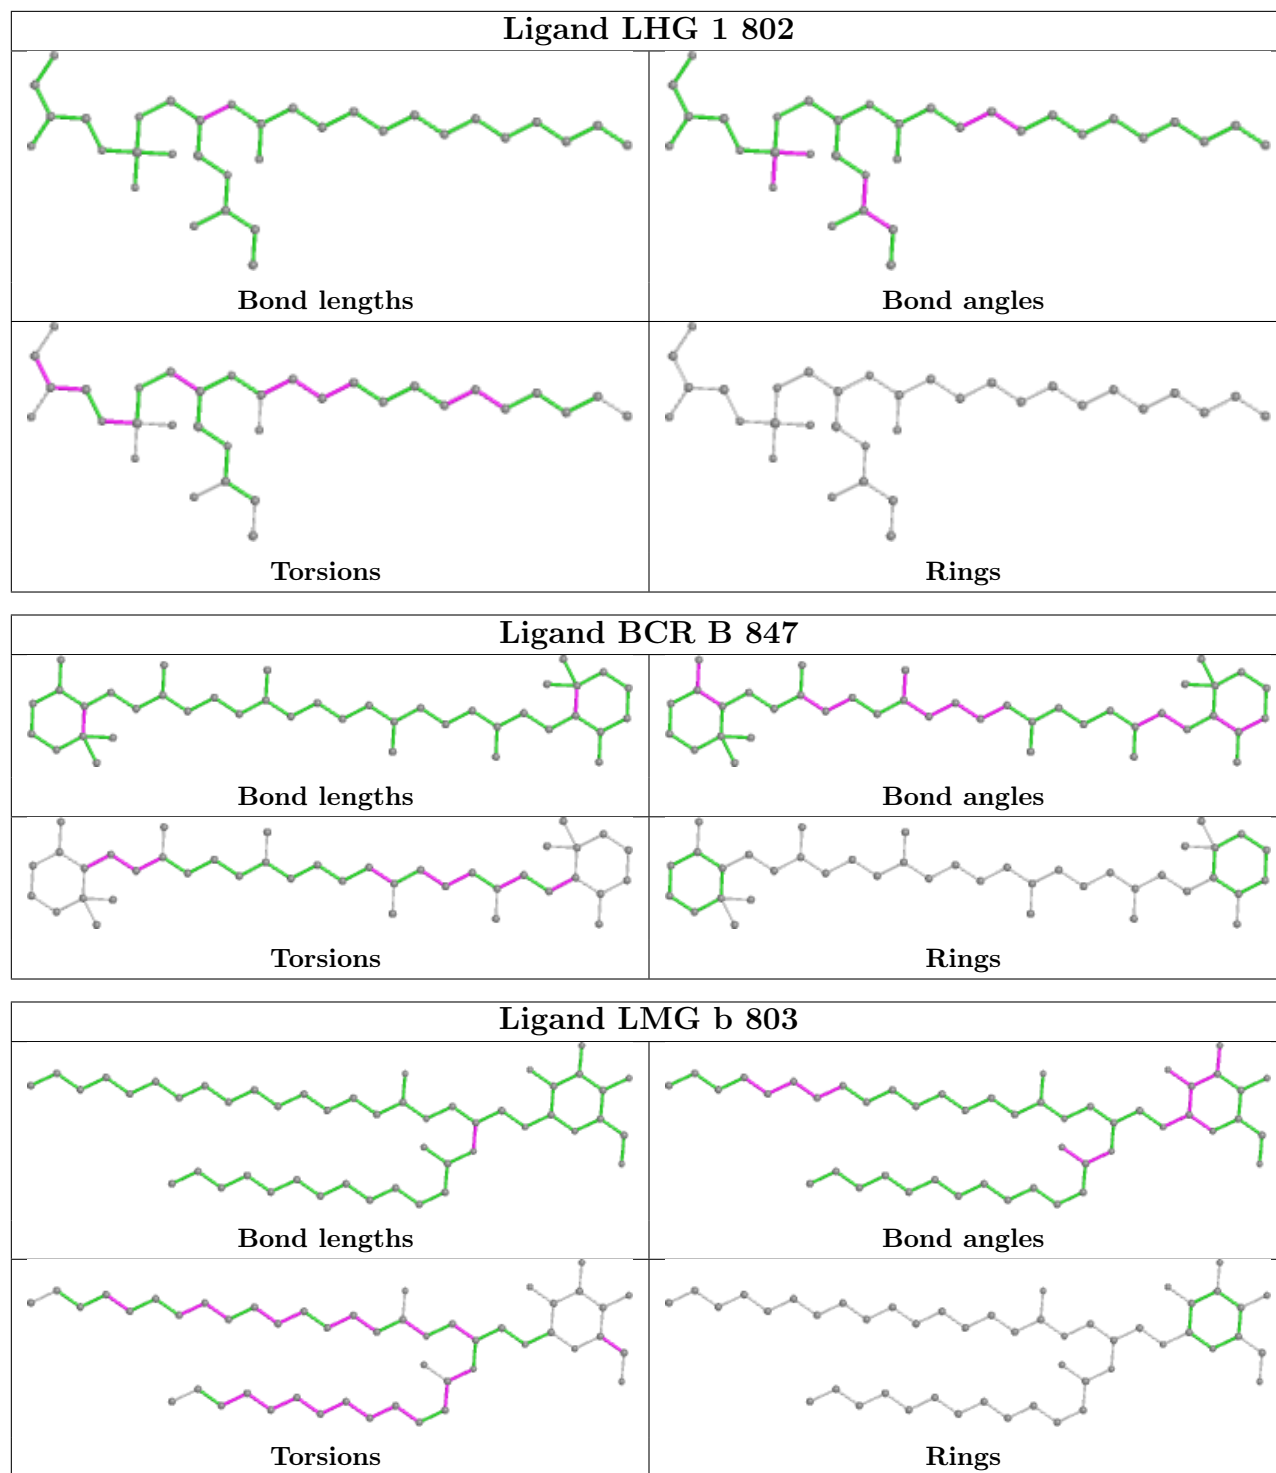 Ligand LHG 1 802
Bond lengths
Bond angles
Torsions
Rings
Ligand BCR B 847
Bond lengths
Bond angles
Torsions
Rings
Ligand LMG b 803
Bond lengths
Bond angles
Torsions
Rings